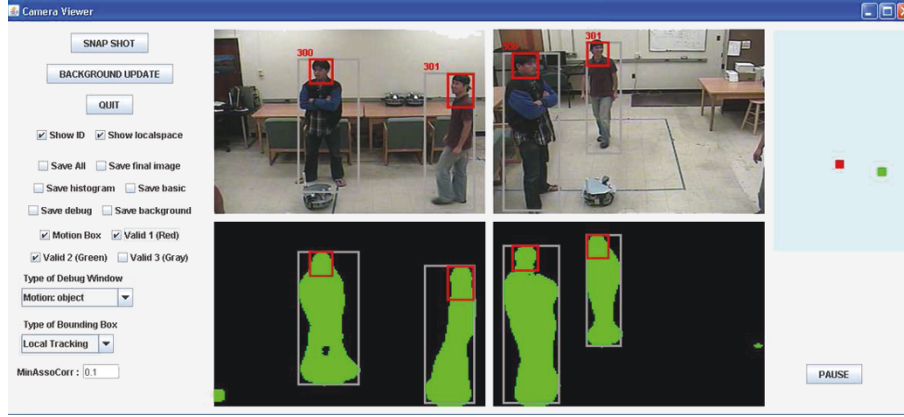 Camera Viewer
SNAP SHOT
BACKGROUND UPDATE
QUIT
Show ID Show localspace
Save All Save final image
Save histogram Save basic
Save debug Save background
Motion Box Valid 1 (Red)
Valid 2 (Green) Valid 3 (Gray)
Type of Debug Window
Motion: object
Type of Bounding Box
Local Tracking
MinAssoCorr : 0.1
300
301
301
PAUSE